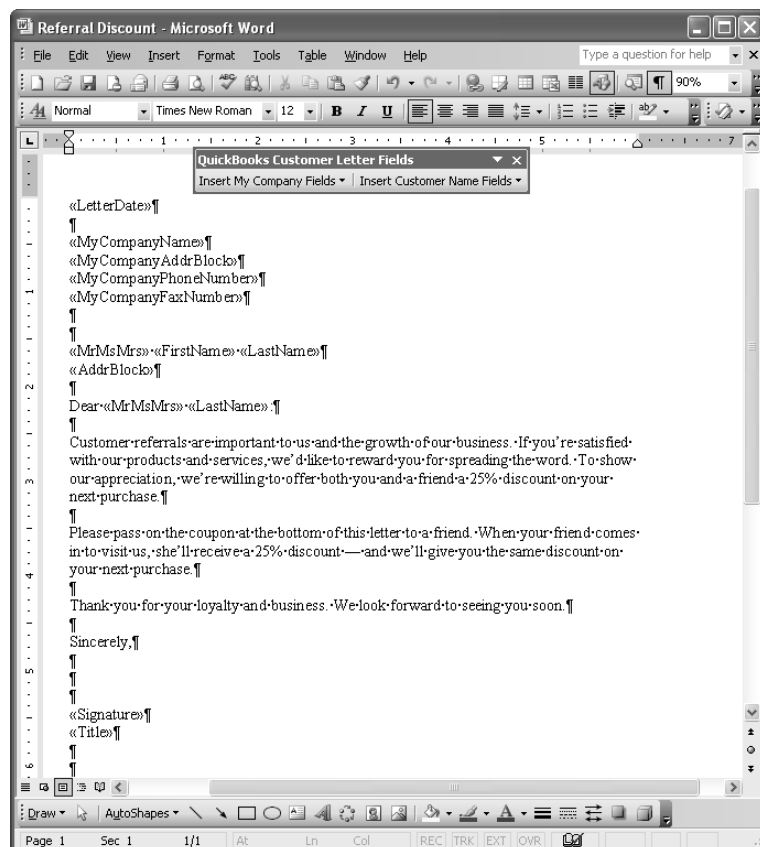 Referral Discount - Microsoft Word
File Edit View Insert Format Tools Table Window Help Type a question for help
90%
Normal Times New Roman 12 B I U
L 1 2 3 4 5 7
QuickBooks Customer Letter Fields
Insert My Company Fields Insert Customer Name Fields
«LetterDate»¶
¶
«MyCompanyName»¶
«MyCompanyAddrBlock»¶
«MyCompanyPhoneNumber»¶
«MyCompanyFaxNumber»¶
¶
¶
«MrMsMrs»·«FirstName»·«LastName»¶
«AddrBlock»¶
¶
Dear·«MrMsMrs»·«LastName»:¶
¶
Customer·referrals·are·important·to·us·and·the·growth·of·our·business.·If·you're·satisfied·
with·our·products·and·services,·we'd·like·to·reward·you·for·spreading·the·word.·To·show·
our·appreciation,·we're·willing·to·offer·both·you·and·a·friend·a·25%·discount·on·your·
next·purchase.¶
¶
Please·pass·on·the·coupon·at·the·bottom·of·this·letter·to·a·friend.·When·your·friend·comes·
in·to·visit·us,·she'll·receive·a·25%·discount·—·and·we'll·give·you·the·same·discount·on·
your·next·purchase.¶
¶
Thank·you·for·your·loyalty·and·business.·We·look·forward·to·seeing·you·soon.¶
¶
Sincerely,¶
¶
¶
¶
«Signature»¶
«Title»¶
¶
¶
Draw AutoShapes
Page 1 Sec 1 1/1 At Ln Col REC TRK EXT OVR